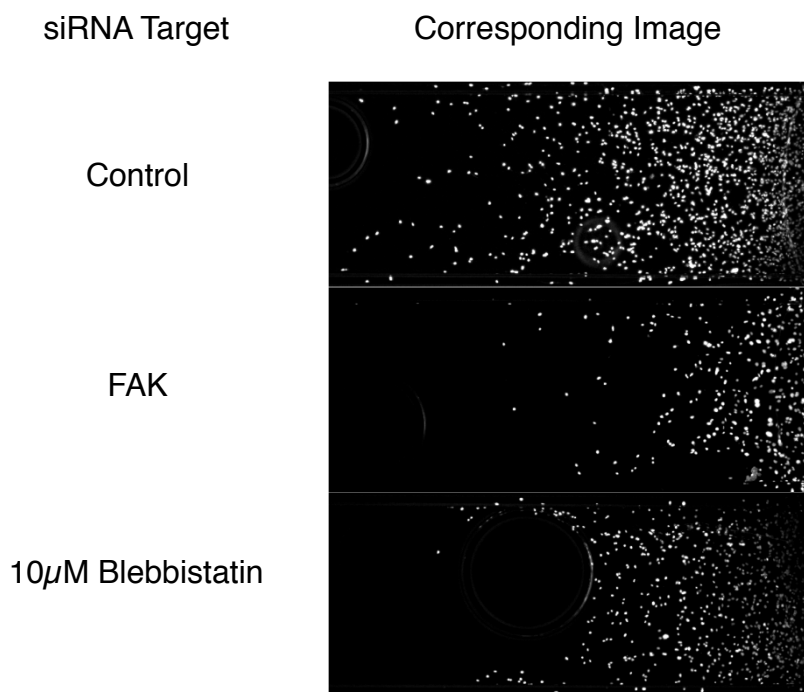 siRNA Target Corresponding Image
Control
FAK
10µM Blebbistatin